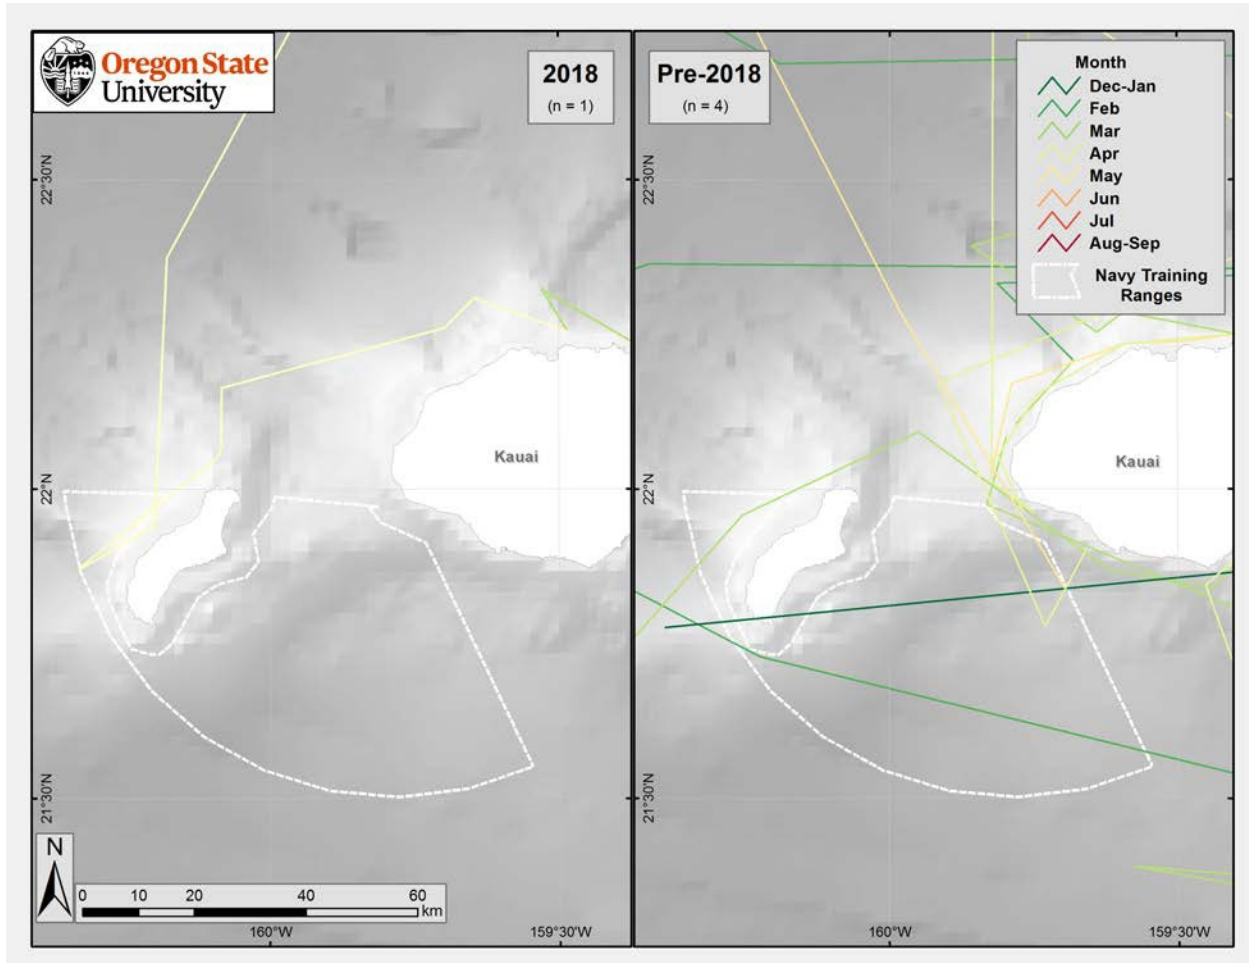 Oregon State
University
2018
(n = 1)
Pre-2018
(n = 4)
Month
Dec-Jan
Feb
Mar
Apr
May
Jun
Jul
Aug-Sep
Navy Training
Ranges
22°30'N
22°N
21°30'N
22°30'N
22°N
21°30'N
Kauai
Kauai
N
0 10 20 40 60
km
160°W
159°30'W
160°W
159°30'W